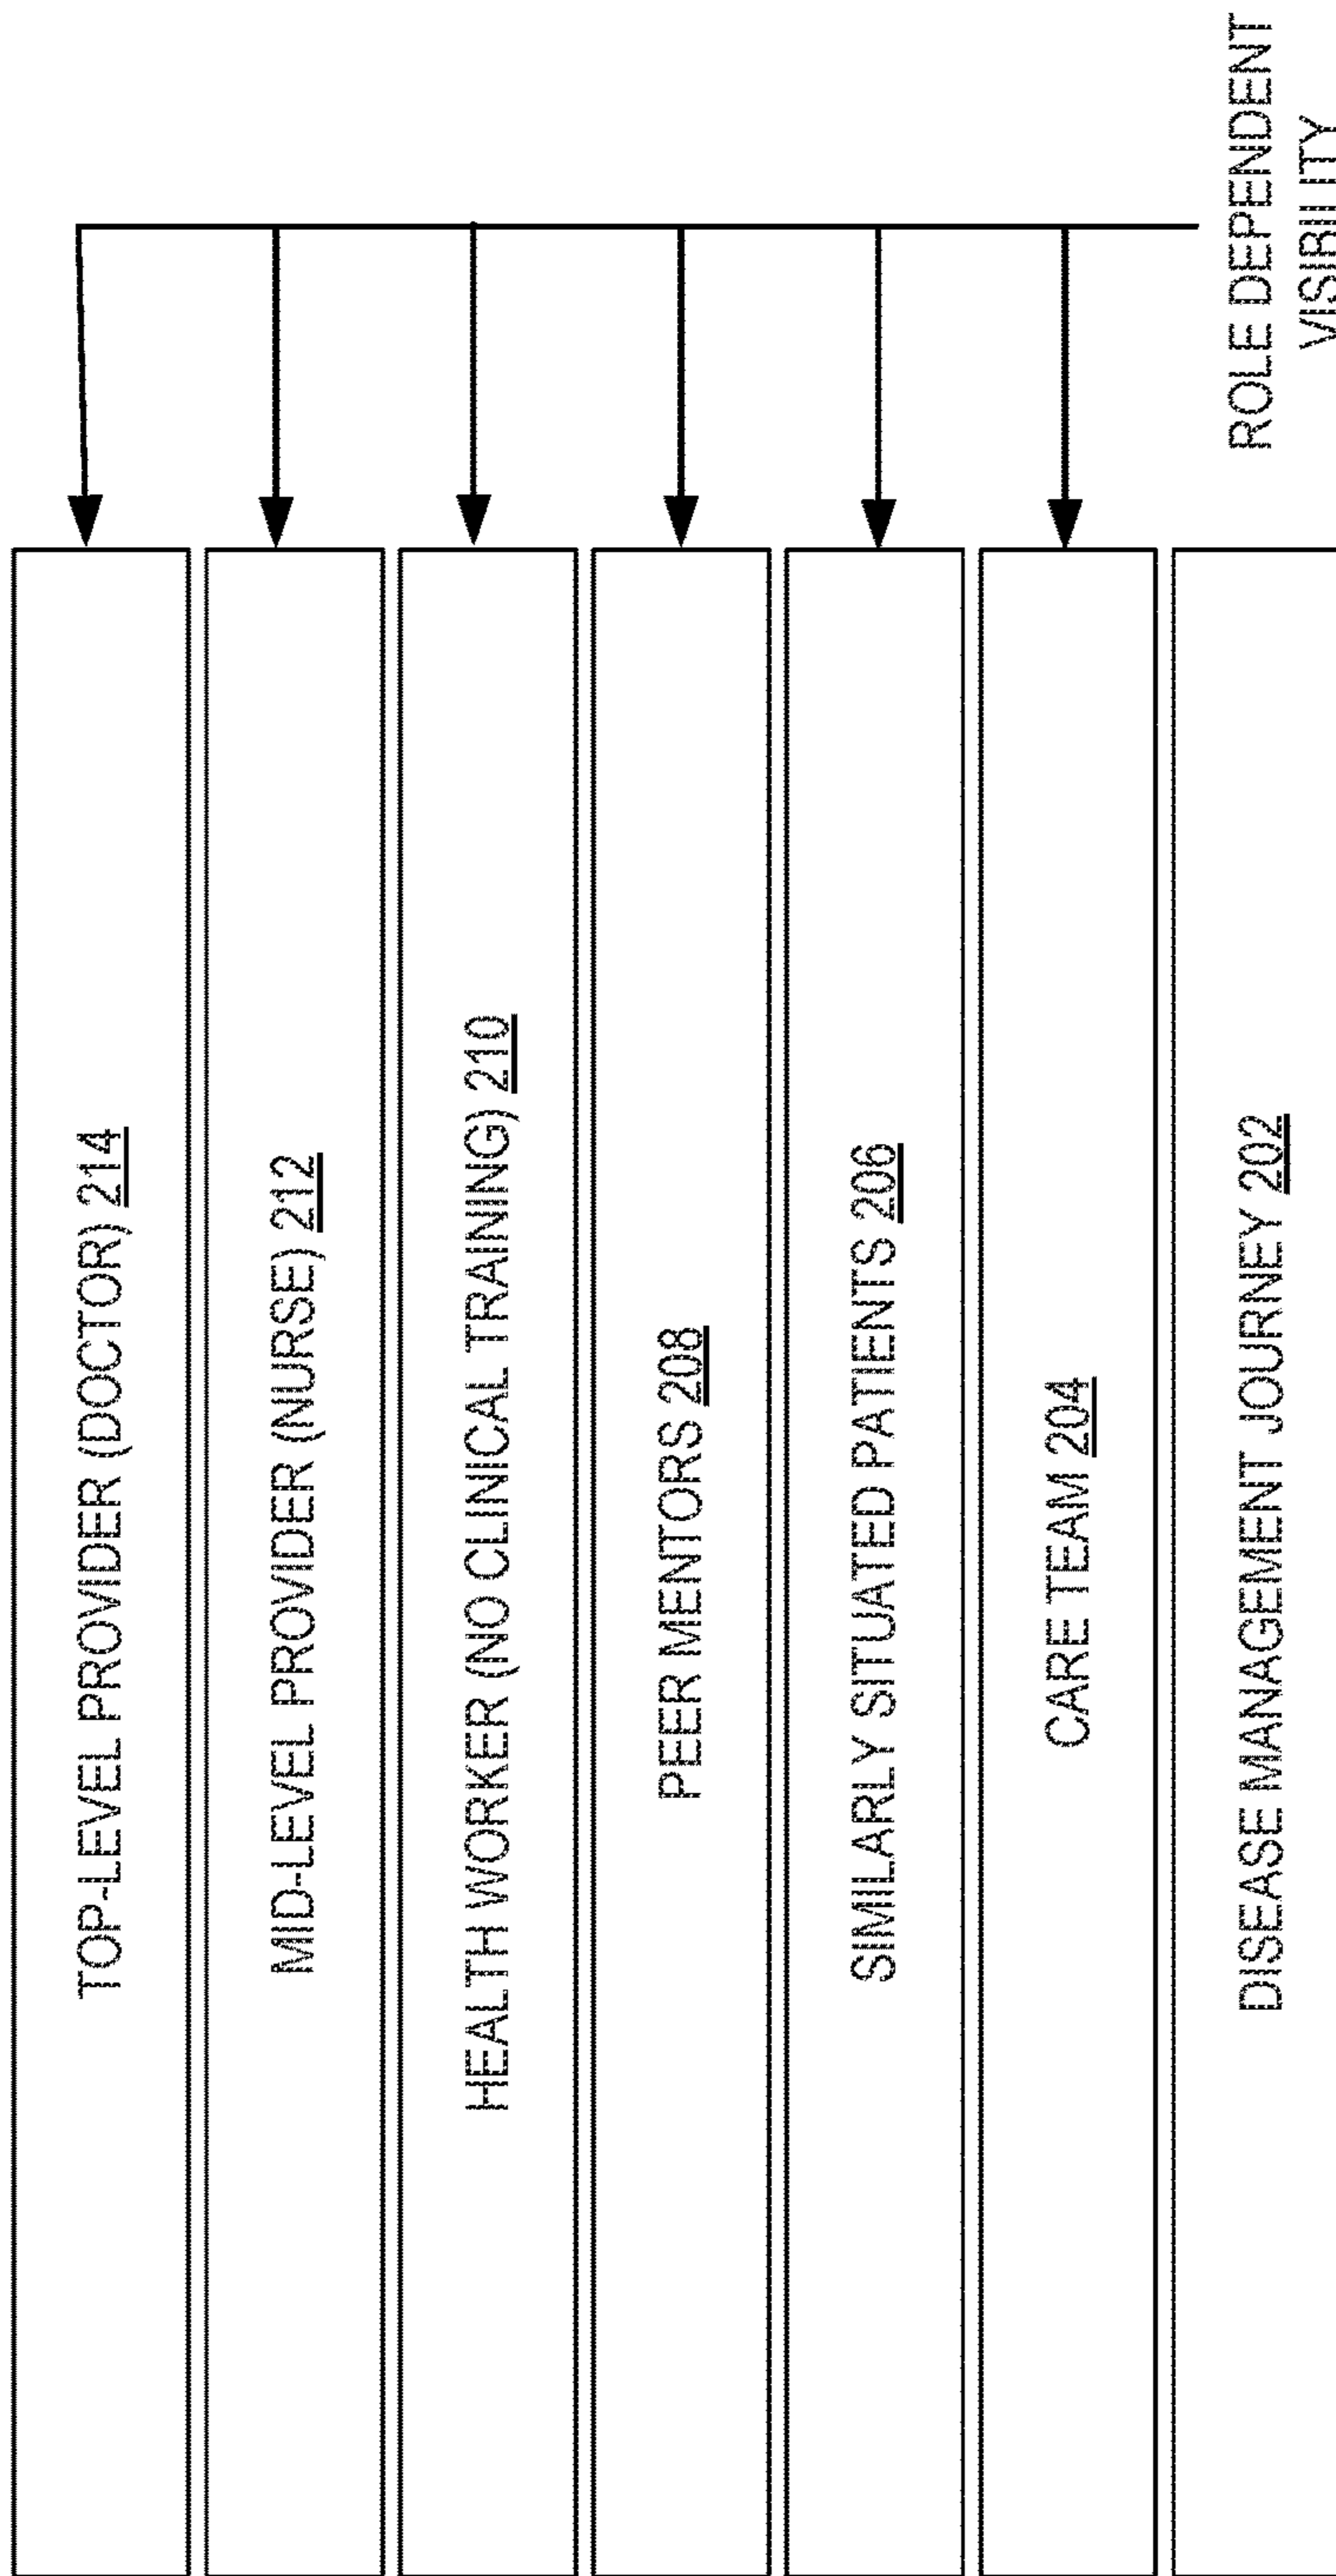 TOP-LEVEL PROVIDER (DOCTOR) 214
MID-LEVEL PROVIDER (NURSE) 212
HEALTH WORKER (NO CLINICAL TRAINING) 210
PEER MENTORS 208
SIMILARLY SITUATED PATIENTS 206
CARE TEAM 204
DISEASE MANAGEMENT JOURNEY 202
ROLE DEPENDENT
VISIBILITY